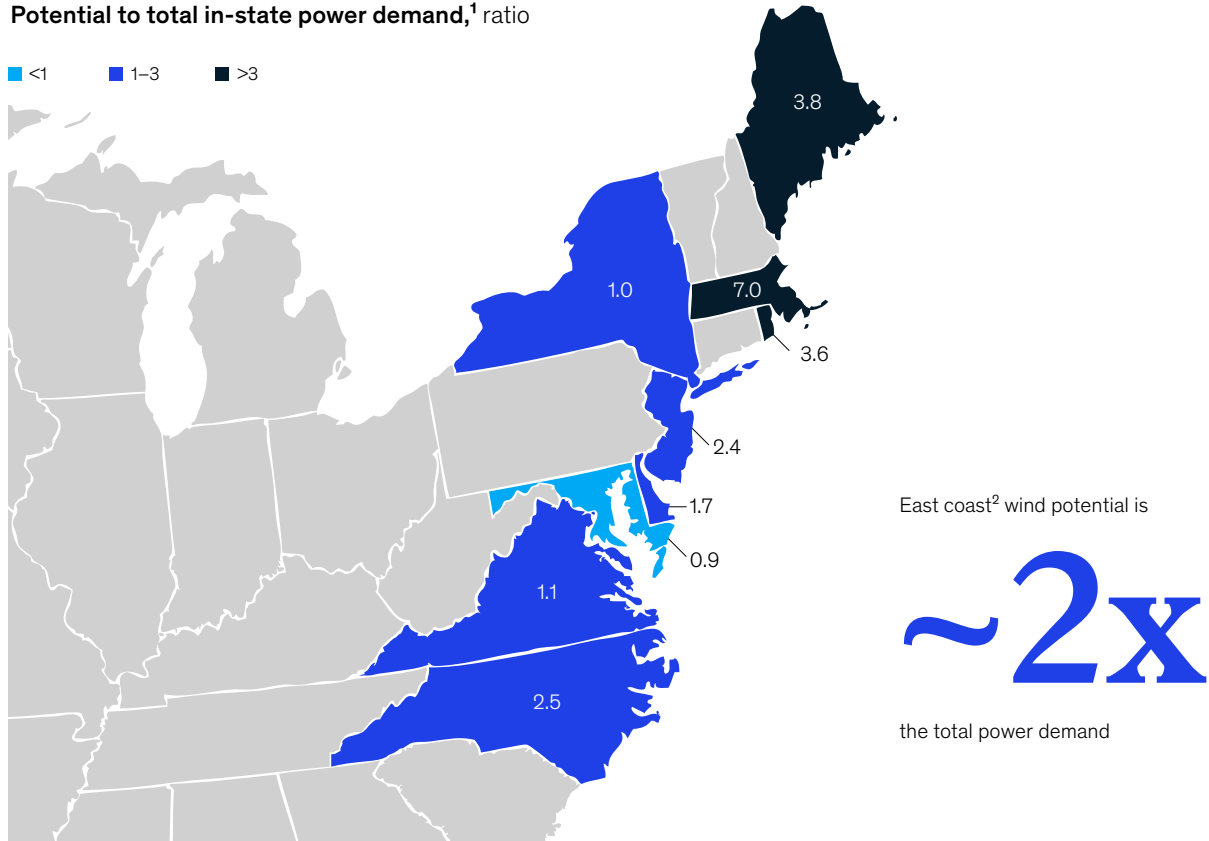 Potential to total in-state power demand,¹ ratio
<1 1–3 >3
3.8
1.0
7.0
3.6
2.4
1.7
0.9
1.1
2.5
East coast² wind potential is
~2x
the total power demand